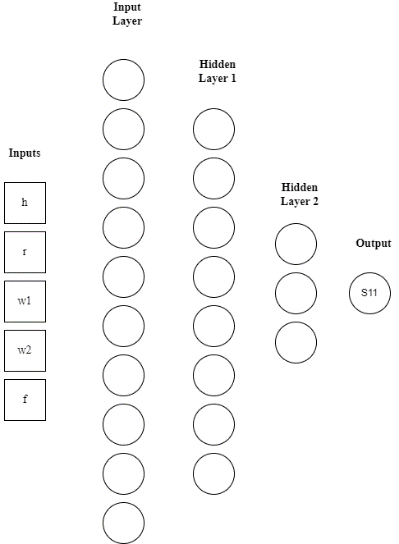 Input
Layer
Hidden
Layer 1
Inputs
h
r
w1
w2
f
Hidden
Layer 2
Output
S11